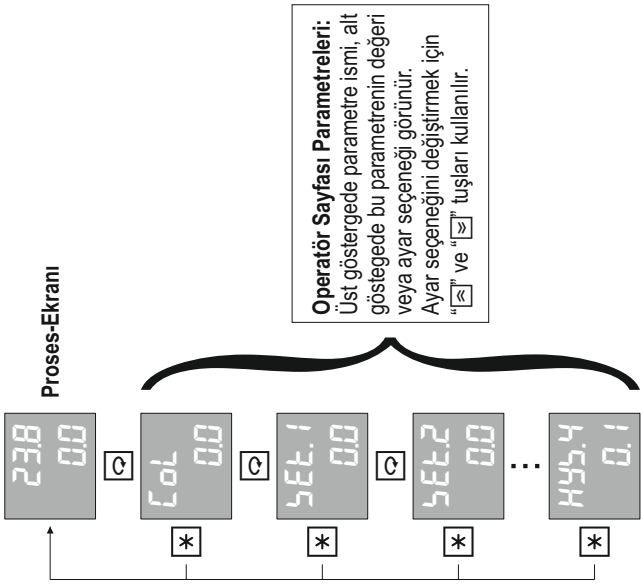 Proses-Ekranı
23.8
0.0
CoL
0.0
SEt.1
0.0
SEt.2
0.0
...
HYS.4
0.1
Operatör Sayfası Parametreleri:
Üst göstergede parametre ismi, alt
göstegede bu parametrenin değeri
veya ayar seçeneği görünür.
Ayar seçeneğini değiştirmek için
“︽” ve “︾” tuşları kullanılır.